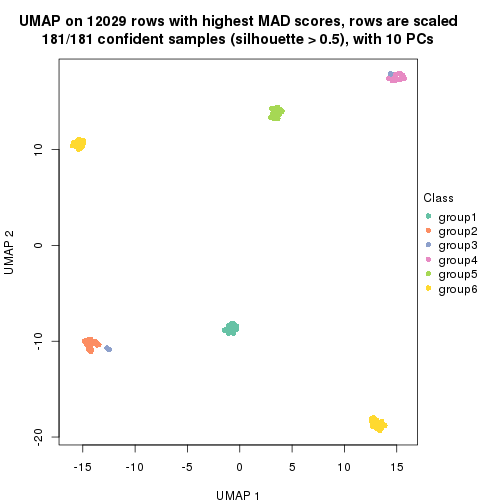 UMAP on 12029 rows with highest MAD scores, rows are scaled
181/181 confident samples (silhouette > 0.5), with 10 PCs
UMAP 2
10
0
-10
-20
-15
-10
-5
0
5
10
15
UMAP 1
Class
group1
group2
group3
group4
group5
group6